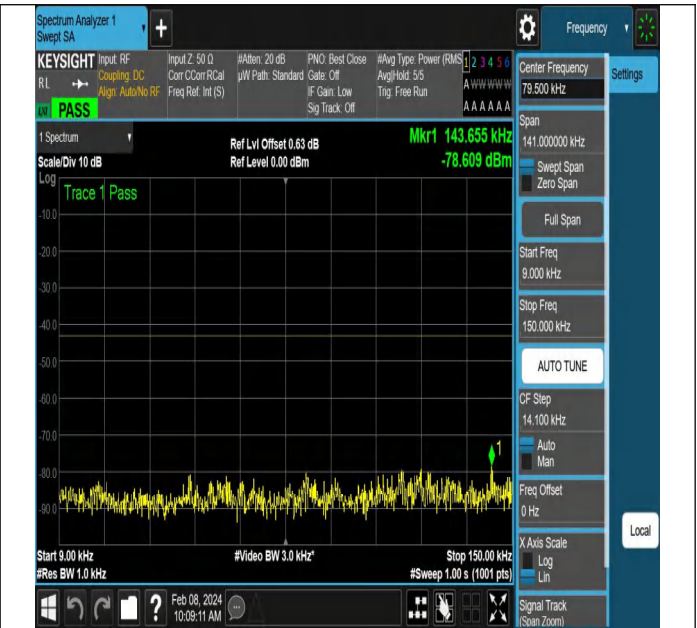 Spectrum Analyzer 1
Swept SA
+
Frequency
KEYSIGHT
RL
PASS
Input: RF
Coupling: DC
Align: Auto/No RF
Input Z: 50 Ω
Corr CCorr RCal
Freq Ref: Int (S)
#Atten: 20 dB
µW Path: Standard
PNO: Best Close
Gate: Off
IF Gain: Low
Sig Track: Off
#Avg Type: Power (RMS
Avg|Hold: 5/5
Trig: Free Run
1 2 3 4 5 6
A W W W W W
A A A A A A
1 Spectrum
Scale/Div 10 dB
Log
Ref Lvl Offset 0.63 dB
Ref Level 0.00 dBm
Mkr1 143.655 kHz
-78.609 dBm
Trace 1 Pass
-10.0
-20.0
-30.0
-40.0
-50.0
-60.0
-70.0
-80.0
-90.0
1
Start 9.00 kHz
#Res BW 1.0 kHz
#Video BW 3.0 kHz*
Stop 150.00 kHz
#Sweep 1.00 s (1001 pts)
?
Feb 08, 2024
10:09:11 AM
Center Frequency
79.500 kHz
Settings
Span
141.000000 kHz
Swept Span
Zero Span
Full Span
Start Freq
9.000 kHz
Stop Freq
150.000 kHz
AUTO TUNE
CF Step
14.100 kHz
Auto
Man
Freq Offset
0 Hz
X Axis Scale
Log
Lin
Local
Signal Track
(Span Zoom)